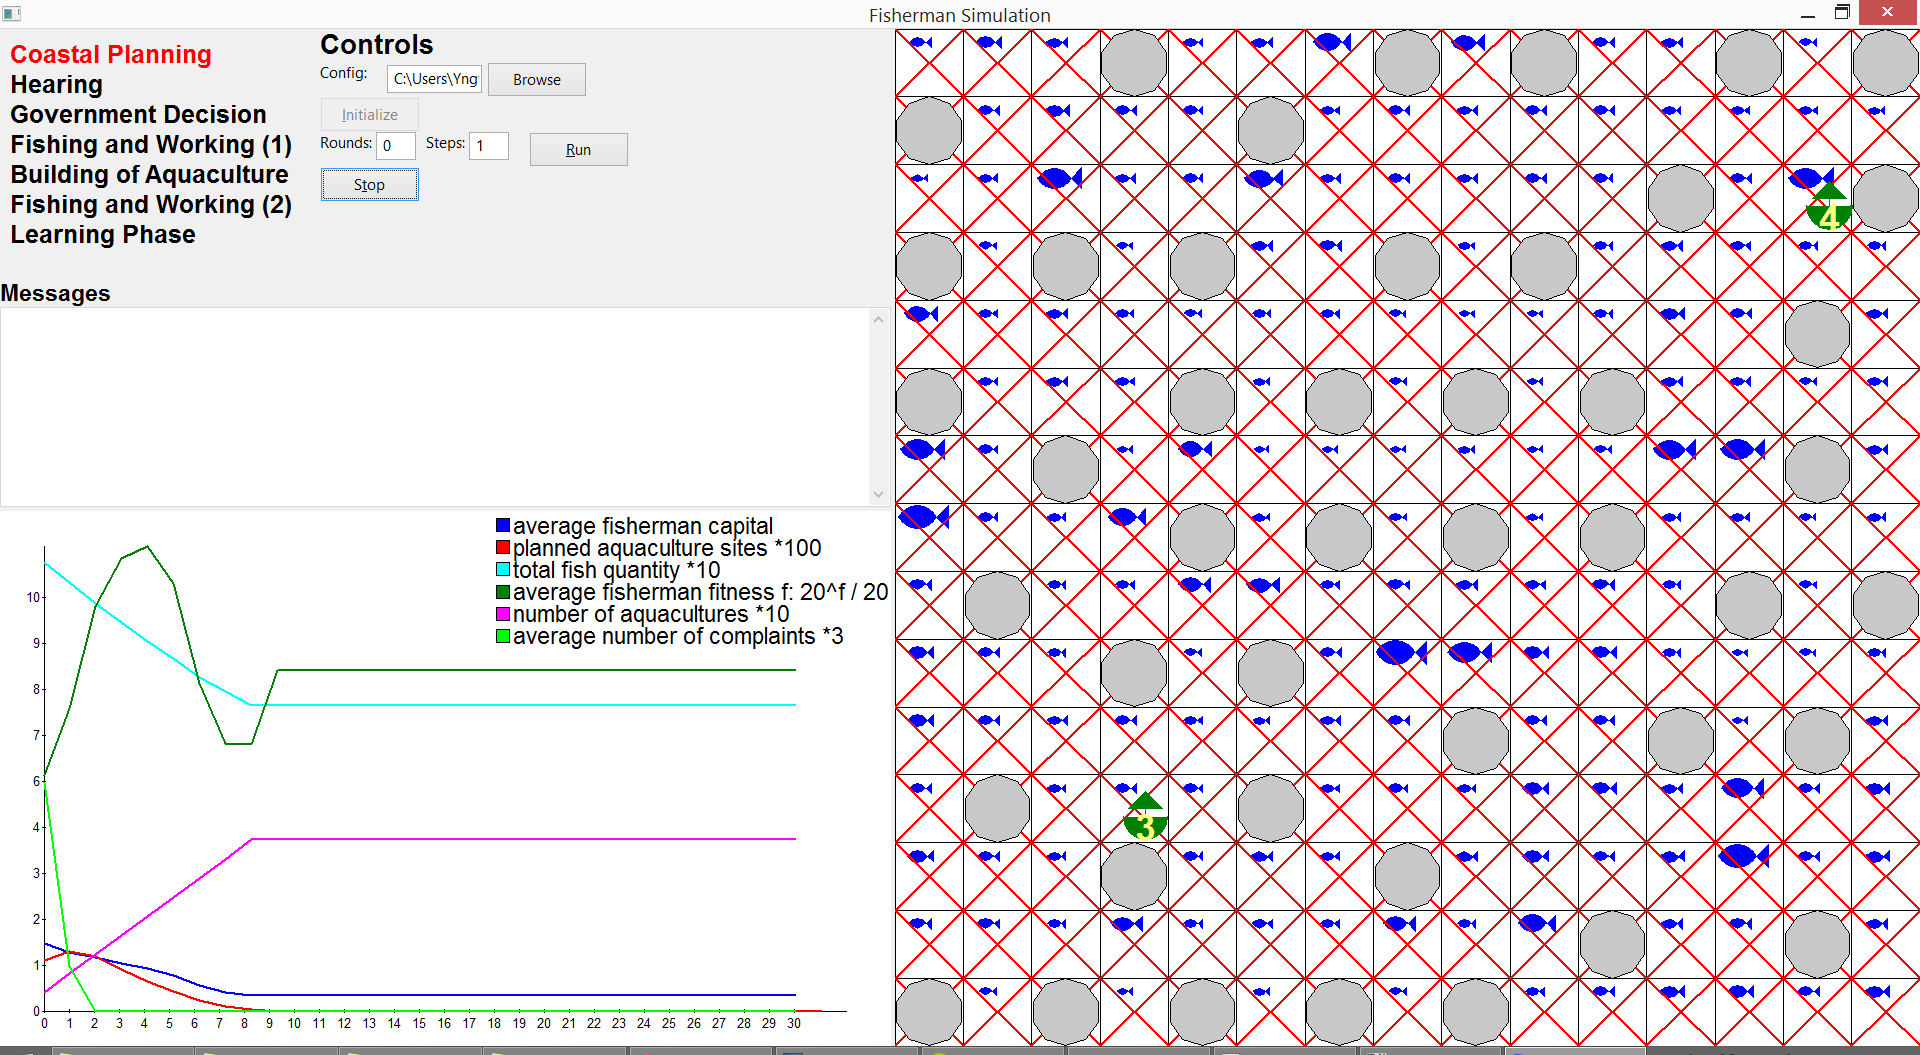 Fisherman Simulation
Coastal Planning
Hearing
Government Decision
Fishing and Working (1)
Building of Aquaculture
Fishing and Working (2)
Learning Phase
Controls
Config: C:\Users\Yng Browse
Initialize
Rounds: 0 Steps: 1 Run
Stop
Messages
average fisherman capital
planned aquaculture sites *100
total fish quantity *10
average fisherman fitness f: 20^f / 20
number of aquacultures *10
average number of complaints *3
10
9
8
7
6
5
4
3
2
1
0
0 1 2 3 4 5 6 7 8 9 10 11 12 13 14 15 16 17 18 19 20 21 22 23 24 25 26 27 28 29 30
4
3